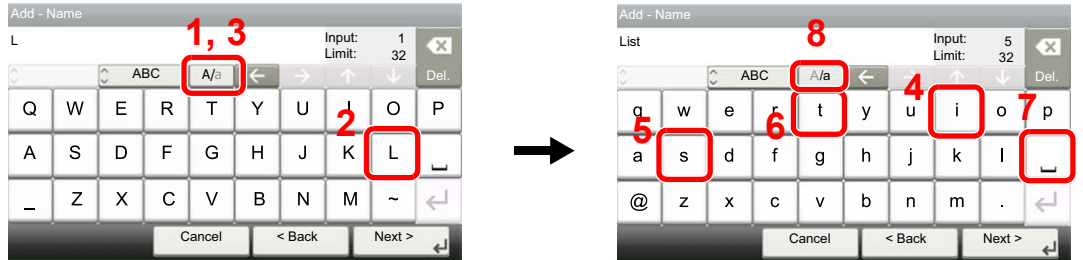 Add - Name
L
Input: 1
Limit: 32
1, 3
ABC A/a Del.
Q W E R T Y U I O P
2
A S D F G H J K L
_ Z X C V B N M ~
Cancel < Back Next >
Add - Name
List
Input: 5
Limit: 32
8
ABC A/a Del.
4
q w e r t y u i o p
5 6 7
a s d f g h j k l
@ z x c v b n m .
Cancel < Back Next >